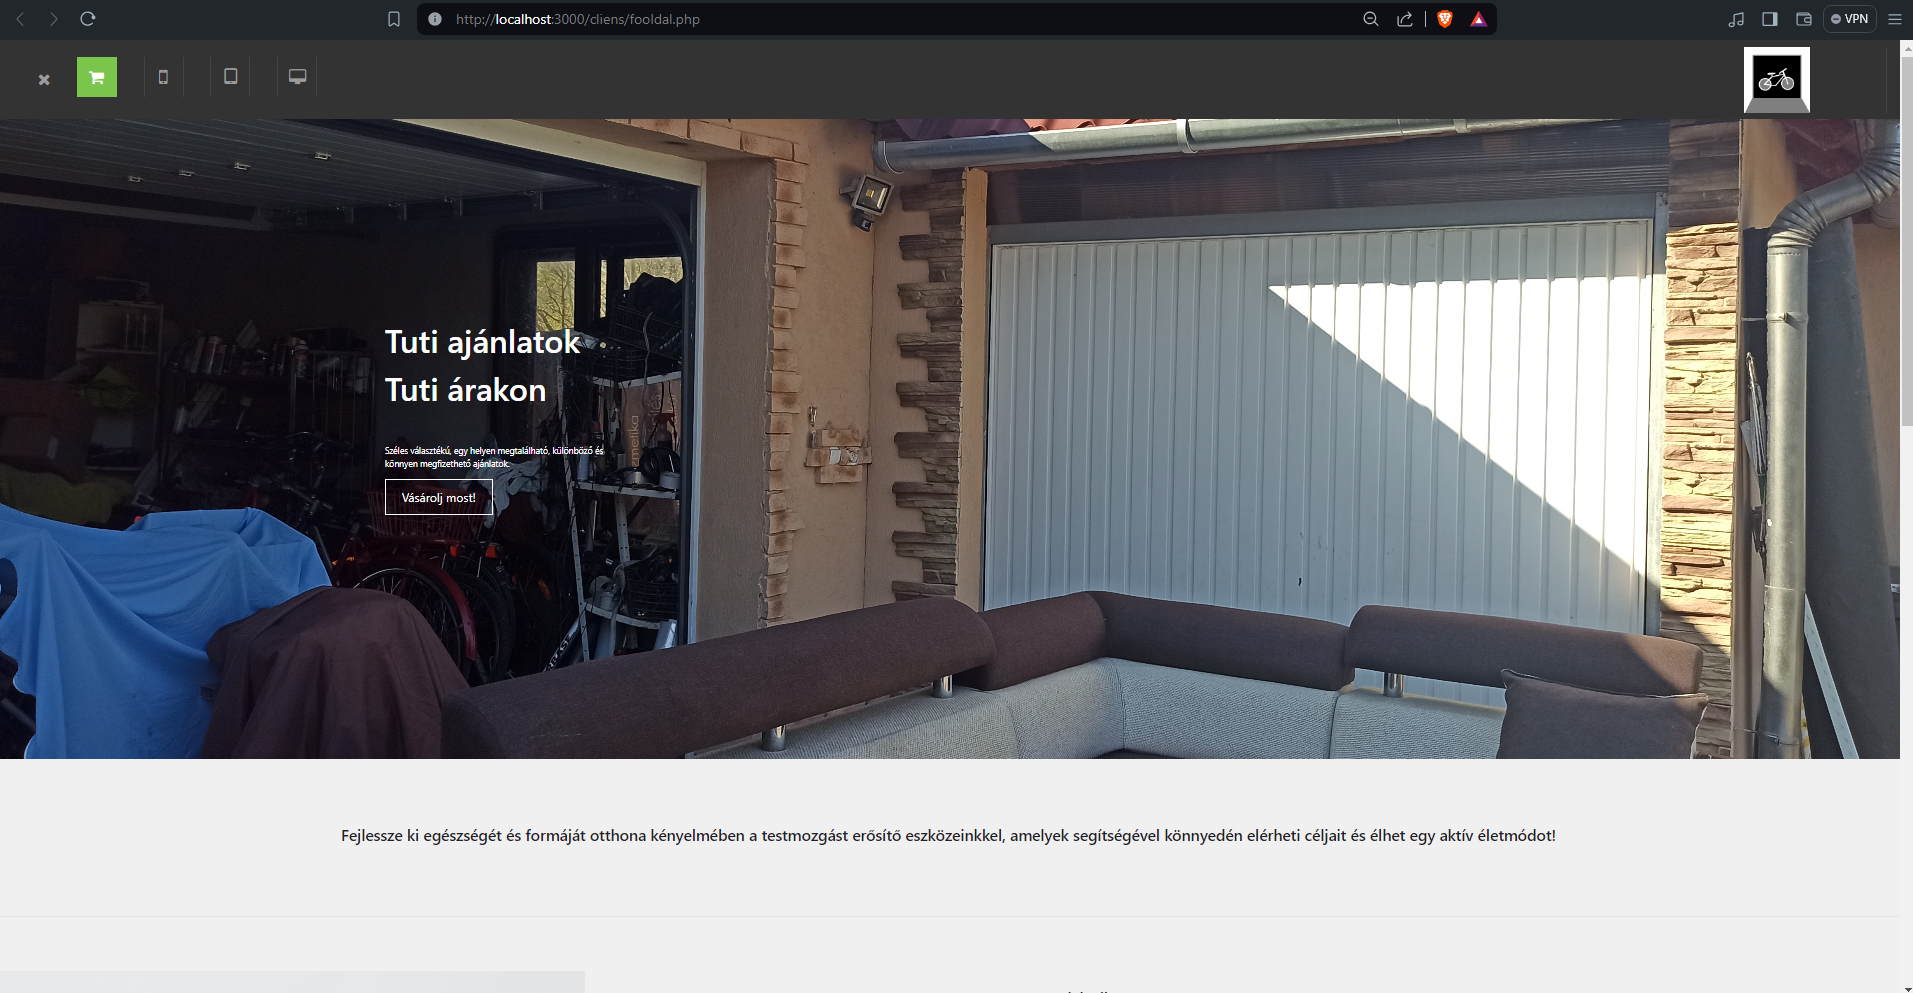 http://localhost:3000/cliens/fooldal.php
VPN
Tuti ajánlatok
Tuti árakon
Széles választékú, egy helyen megtalálható, különböző és
könnyen megfizethető ajánlatok.
Vásárolj most!
Fejlessze ki egészségét és formáját otthona kényelmében a testmozgást erősítő eszközeinkkel, amelyek segítségével könnyedén elérheti céljait és élhet egy aktív életmódot!